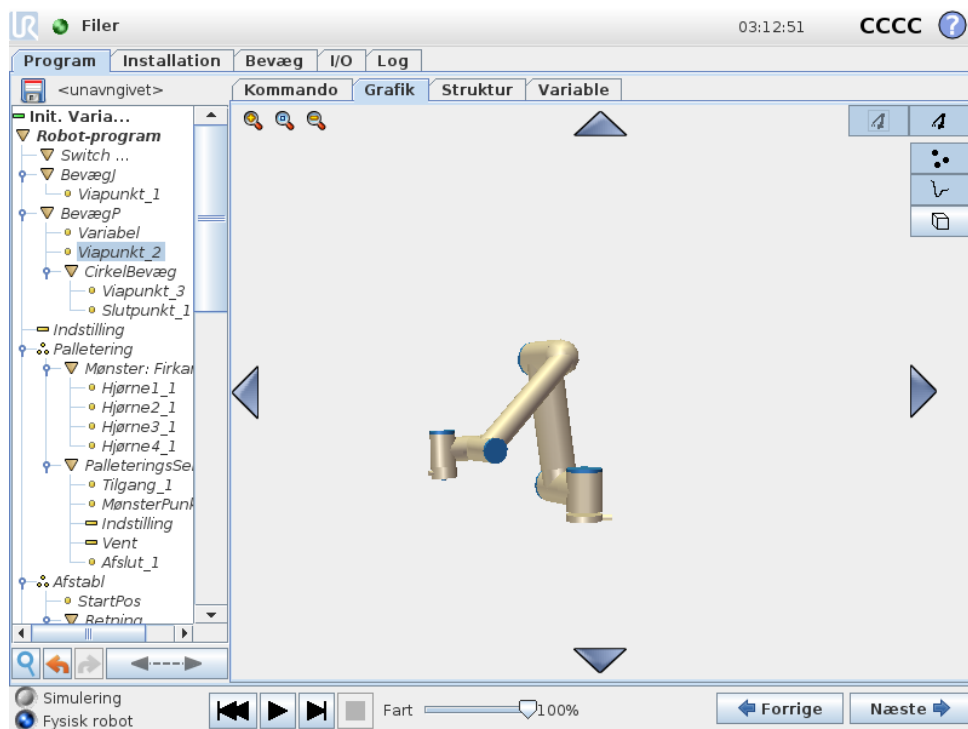 UR Filer 03:12:51 CCCC ?
Program Installation Bevæg I/O Log
<unavngivet>
Kommando Grafik Struktur Variable
Init. Varia...
Robot-program
Switch ...
BevægJ
Viapunkt_1
BevægP
Variabel
Viapunkt_2
CirkelBevæg
Viapunkt_3
Slutpunkt_1
Indstilling
Palletering
Mønster: Firkan
Hjørne1_1
Hjørne2_1
Hjørne3_1
Hjørne4_1
PalleteringsSe
Tilgang_1
MønsterPunk
Indstilling
Vent
Afslut_1
Afstabl
StartPos
Retning
Simulering
Fysisk robot
Fart 100%
Forrige Næste